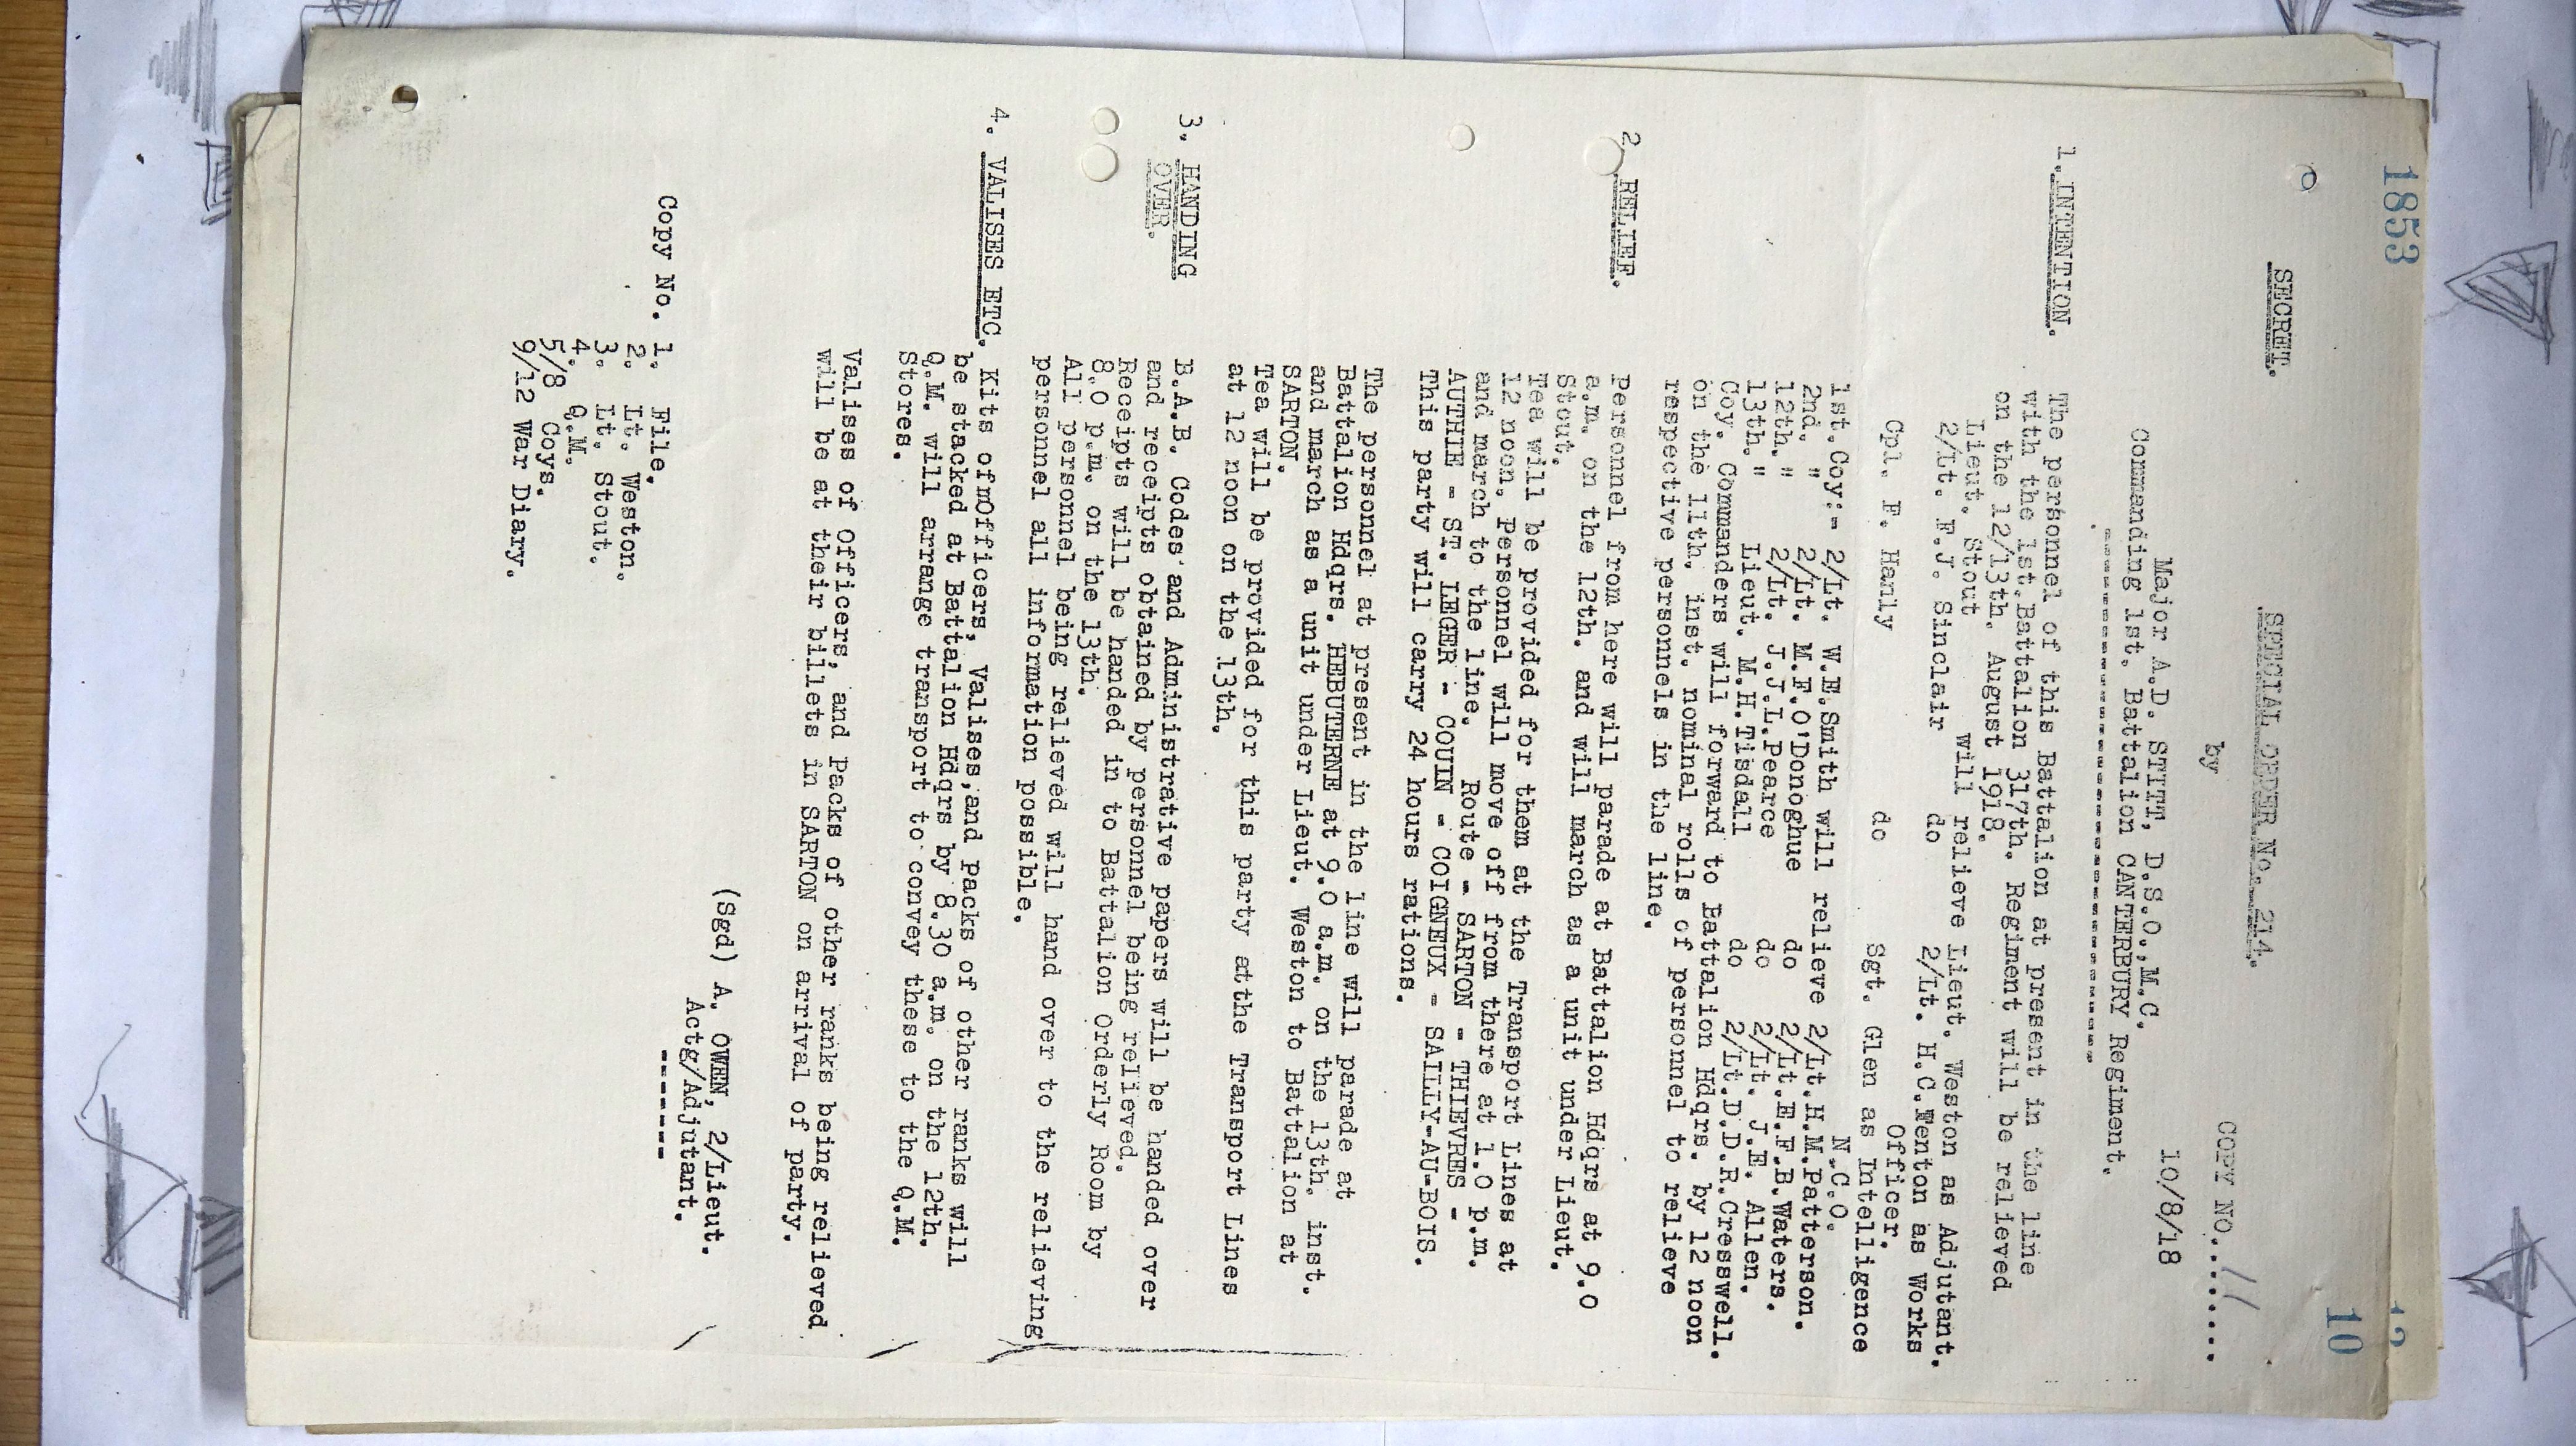 1853
12
10
SECRET.
SPECIAL ORDER No. 214.
COPY NO...11.....
by
10/8/18
Major A.D. STITT, D.S.O.,M.C.
Commanding 1st. Battalion CANTERBURY Regiment.
1. INTENTION.
The personnel of this Battalion at present in the line
with the 1st.Battalion 317th. Regiment will be relieved
on the 12/13th. August 1918.
Lieut. Stout will relieve Lieut. Weston as Adjutant.
2/Lt. F.J. Sinclair do 2/Lt. H.C.Menton as Works
Officer.
Cpl. F. Hanly do Sgt. Glen as Intelligence
N.C.O.
1st.Coy:- 2/Lt. W.E.Smith will relieve 2/Lt.H.M.Patterson.
2nd. " 2/Lt. M.F.O'Donoghue do 2/Lt.E.F.B.Waters.
12th. " 2/Lt. J.J.L.Pearce do 2/Lt. J.E. Allen.
13th. " Lieut. M.H.Tisdall do 2/Lt.D.D.R.Cresswell.
Coy. Commanders will forward to Battalion Hdqrs. by 12 noon
on the 11th. inst. nominal rolls of personnel to relieve
respective personnels in the line.
2. RELIEF.
Personnel from here will parade at Battalion Hdqrs at 9.0
a.m. on the 12th. and will march as a unit under Lieut.
Stout.
Tea will be provided for them at the Transport Lines at
12 noon. Personnel will move off from there at 1.0 p.m.
and march to the line. Route - SARTON - THIEVRES -
AUTHIE - ST. LEGER - COUIN - COIGNEUX - SAILLY-AU-BOIS.
This party will carry 24 hours rations.
The personnel at present in the line will parade at
Battalion Hdqrs. HEBUTERNE at 9.0 a.m. on the 13th. inst.
and march as a unit under Lieut. Weston to Battalion at
SARTON.
Tea will be provided for this party atthe Transport Lines
at 12 noon on the 13th.
3. HANDING
OVER.
B.A.B. Codes and Administrative papers will be handed over
and receipts obtained by personnel being relieved.
Receipts will be handed in to Battalion Orderly Room by
8.0 p.m. on the 13th.
All personnel being relieved will hand over to the relieving
personnel all information possible.
4. VALISES ETC.
Kits ofmOfficers, Valises,and Packs of other ranks will
be stacked at Battalion Hdqrs by 8.30 a.m. on the 12th.
Q.M. will arrange transport to convey these to the Q.M.
Stores.
Valises of Officers, and Packs of other ranks being relieved
will be at their billets in SARTON on arrival of party.
(Sgd) A. OWEN, 2/Lieut.
Actg/Adjutant.
Copy No. 1. File.
2. Lt. Weston.
3. Lt. Stout.
4. Q.M.
5/8 Coys.
9/12 War Diary.